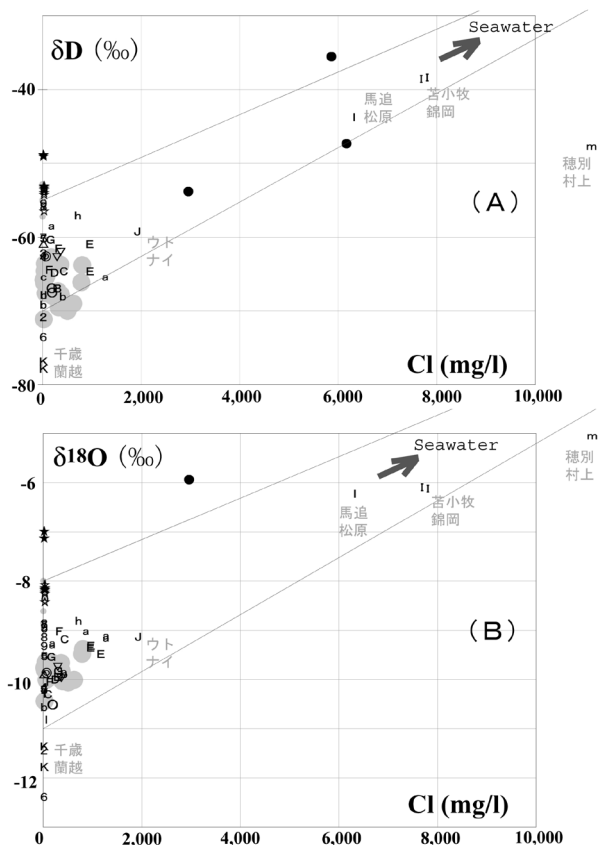 δD (‰)
Seawater
-40
馬追
松原
I
I I
苫小牧
錦岡
m
穂別
村上
(A)
h
a
J
ウト
ナイ
-60
G
F
E
C
E
a
B
b
2
6
K
K
千歳
蘭越
Cl (mg/l)
-80
0
2,000
4,000
6,000
8,000
10,000
δ18O (‰)
Seawater
m
穂別
村上
-6
I
I I
馬追
松原
苫小牧
錦岡
-8
h
F
a
C
a
J
ウト
ナイ
(B)
E
E
G
-10
C
b
I
K
2
K
千歳
蘭越
-12
6
Cl (mg/l)
0
2,000
4,000
6,000
8,000
10,000